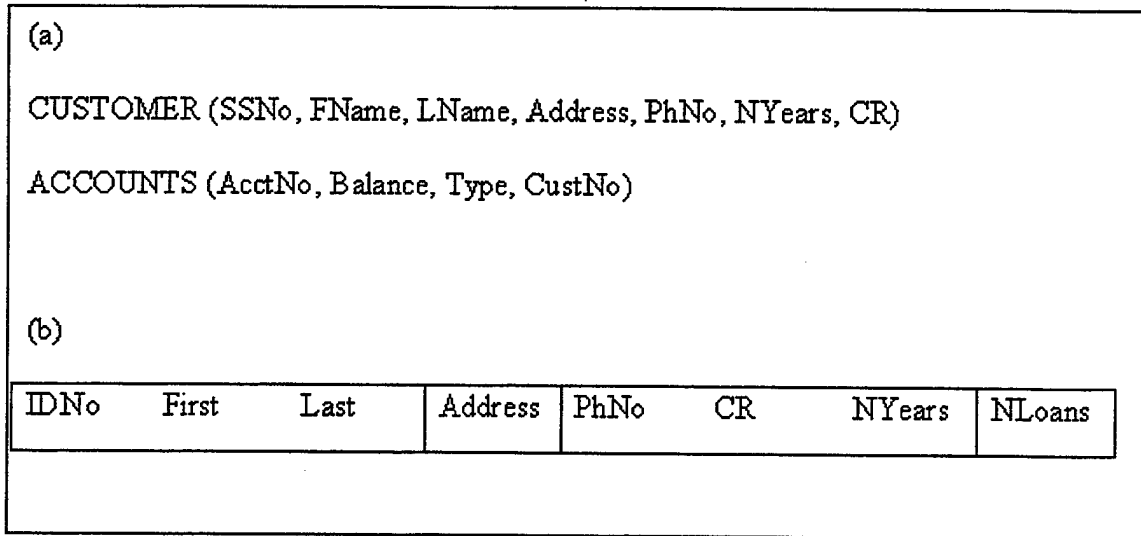 (a)
CUSTOMER (SSNo, FName, LName, Address, PhNo, NYears, CR)
ACCOUNTS (AcctNo, Balance, Type, CustNo)
(b)
IDNo First Last Address PhNo CR NYears NLoans